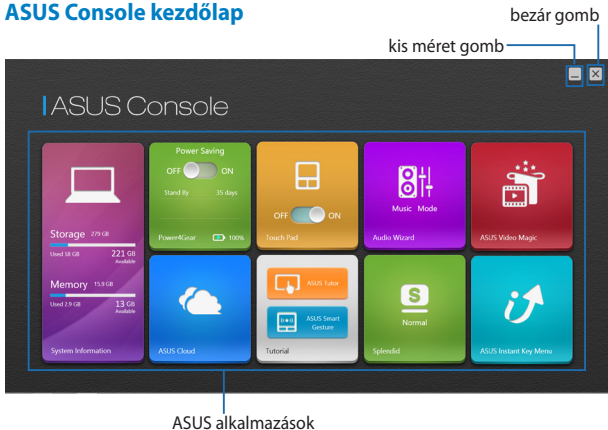 ASUS Console kezdőlap
bezár gomb
kis méret gomb
ASUS Console
Power Saving
OFF ON
Stand By 35 days
Power4Gear 100%
OFF ON
Touch Pad
Music Mode
Audio Wizard
ASUS Video Magic
Storage 279 GB
Used 58 GB 221 GB
Available
Memory 15.9 GB
Used 2.9 GB 13 GB
Available
System Information
ASUS Cloud
ASUS Tutor
ASUS Smart
Gesture
Tutorial
S
Normal
Splendid
ASUS Instant Key Menu
ASUS alkalmazások